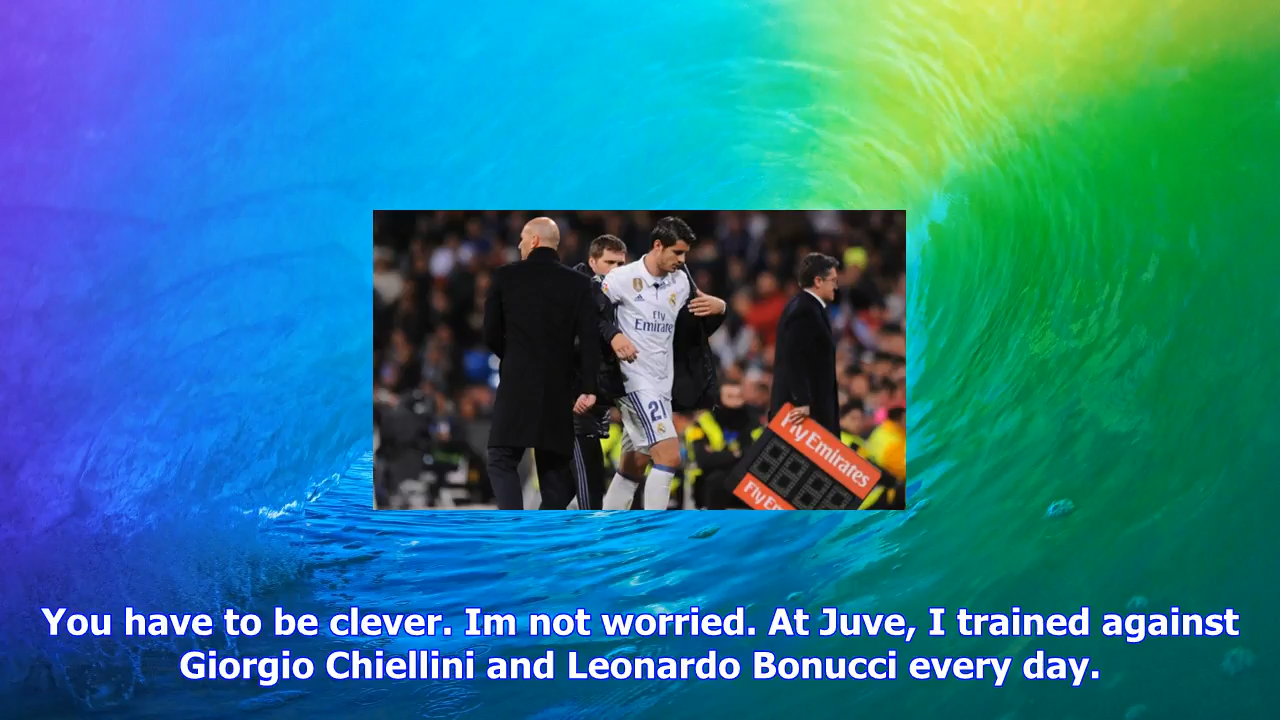 Fly
Emirates
21
Fly Emirates
Fly Em
You have to be clever. Im not worried. At Juve, I trained against
Giorgio Chiellini and Leonardo Bonucci every day.